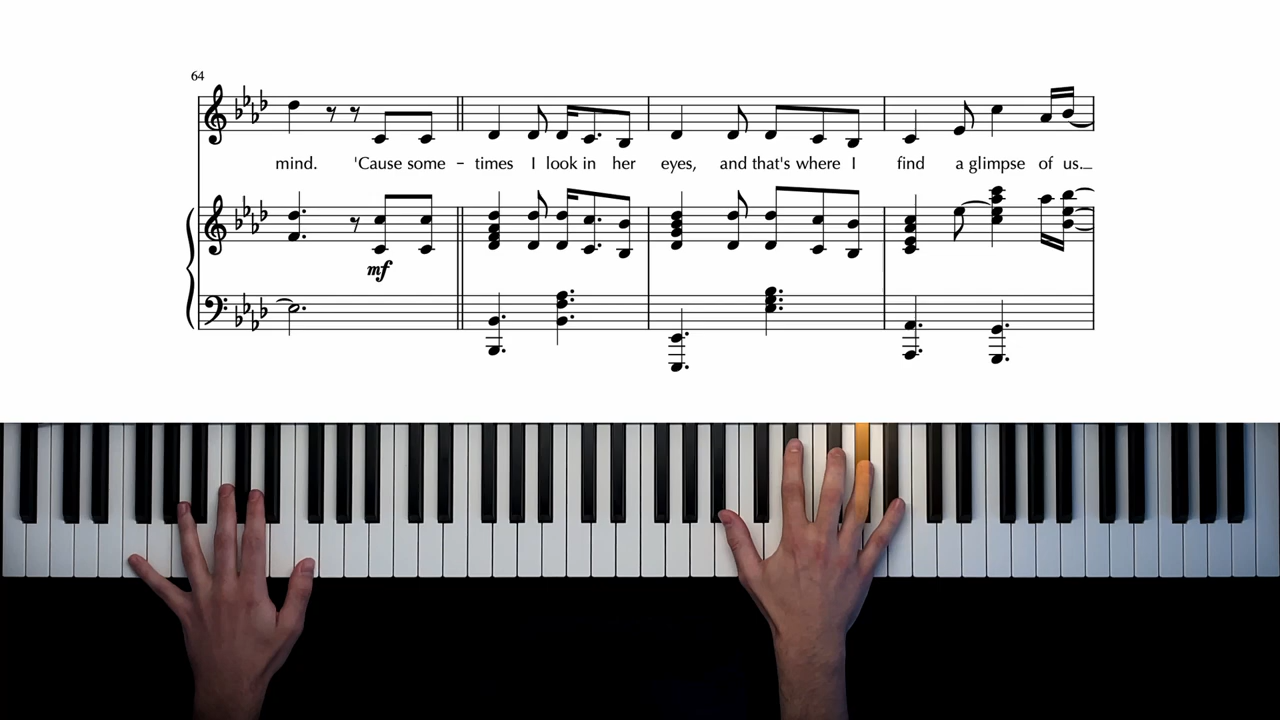 64
mind. 'Cause some - times I look in her eyes, and that's where I find a glimpse of us.
mf